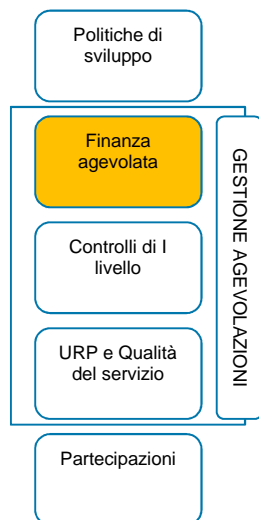 Politiche di
sviluppo
Finanza
agevolata
Controlli di I
livello
URP e Qualità
del servizio
GESTIONE AGEVOLAZIONI
Partecipazioni